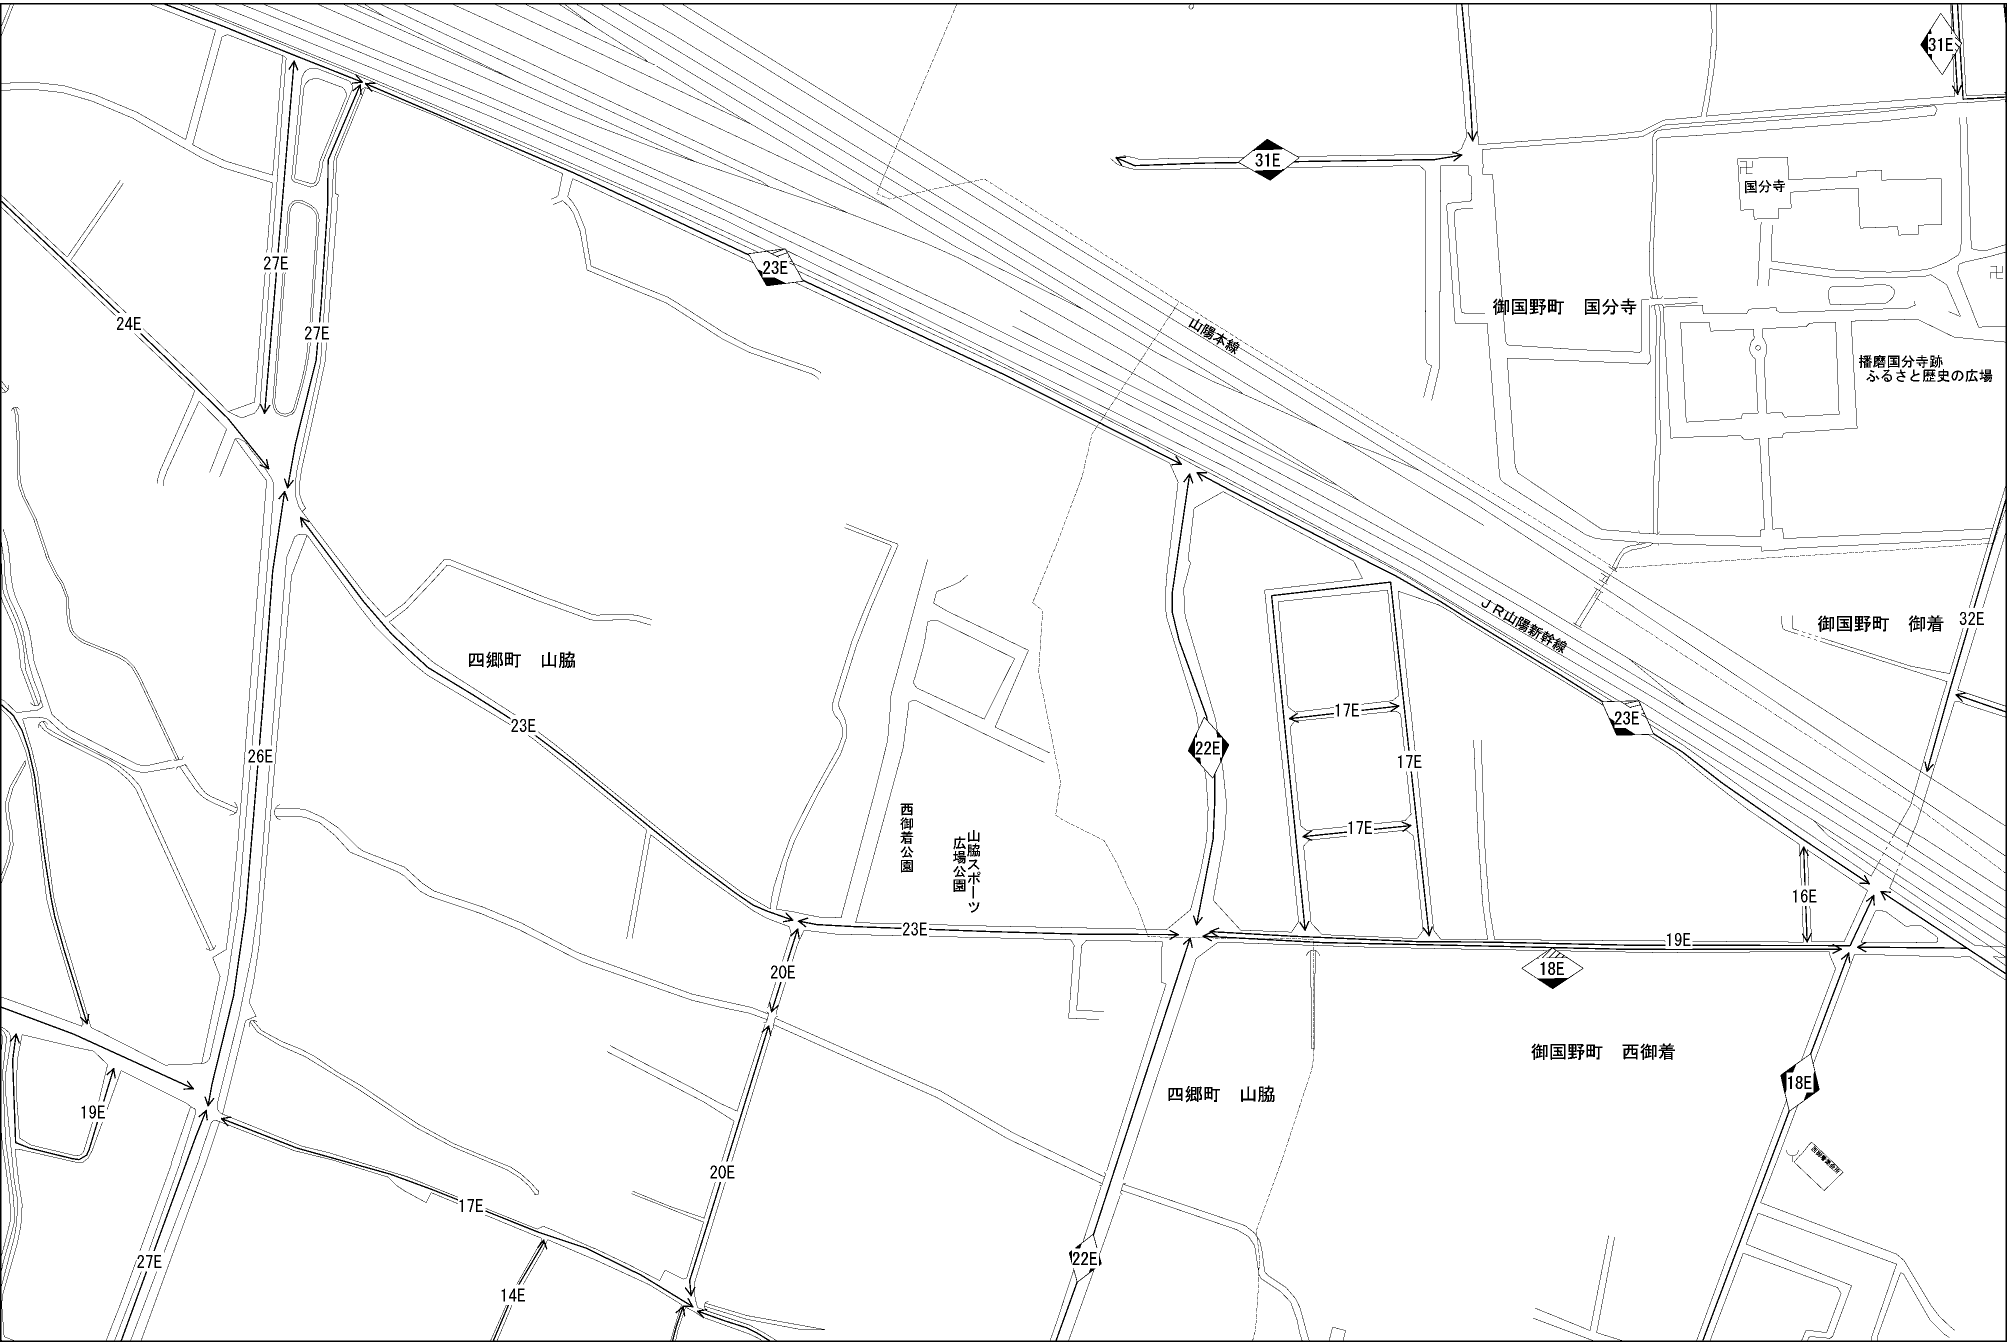 31E
31E
国分寺
27E
23E
24E
27E
御国野町　国分寺
山陽本線
播磨国分寺跡
ふるさと歴史の広場
JR山陽新幹線
御国野町　御着
32E
四郷町　山脇
17E
23E
23E
26E
22E
17E
西御着公園
山脇スポーツ
広場公園
17E
16E
23E
19E
20E
18E
御国野町　西御着
四郷町　山脇
18E
19E
20E
17E
27E
22E
14E